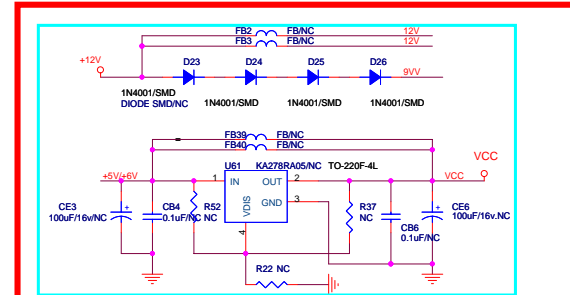 FB2 FB/NC 12V
FB3 FB/NC 12V
+12V D23 D24 D25 D26
9VV
1N4001/SMD
DIODE SMD/NC 1N4001/SMD 1N4001/SMD 1N4001/SMD
FB39 FB/NC
FB40 FB/NC
U61 KA278RA05/NC TO-220F-4L VCC
+5V/+6V 1 IN OUT 2 VCC
GND 3
VDIS
4
CE3
100uF/16v/NC
CB4
0.1uF/NC
R52
NC
R37
NC
CB6
0.1uF/NC
CE6
100uF/16v.NC
R22 NC